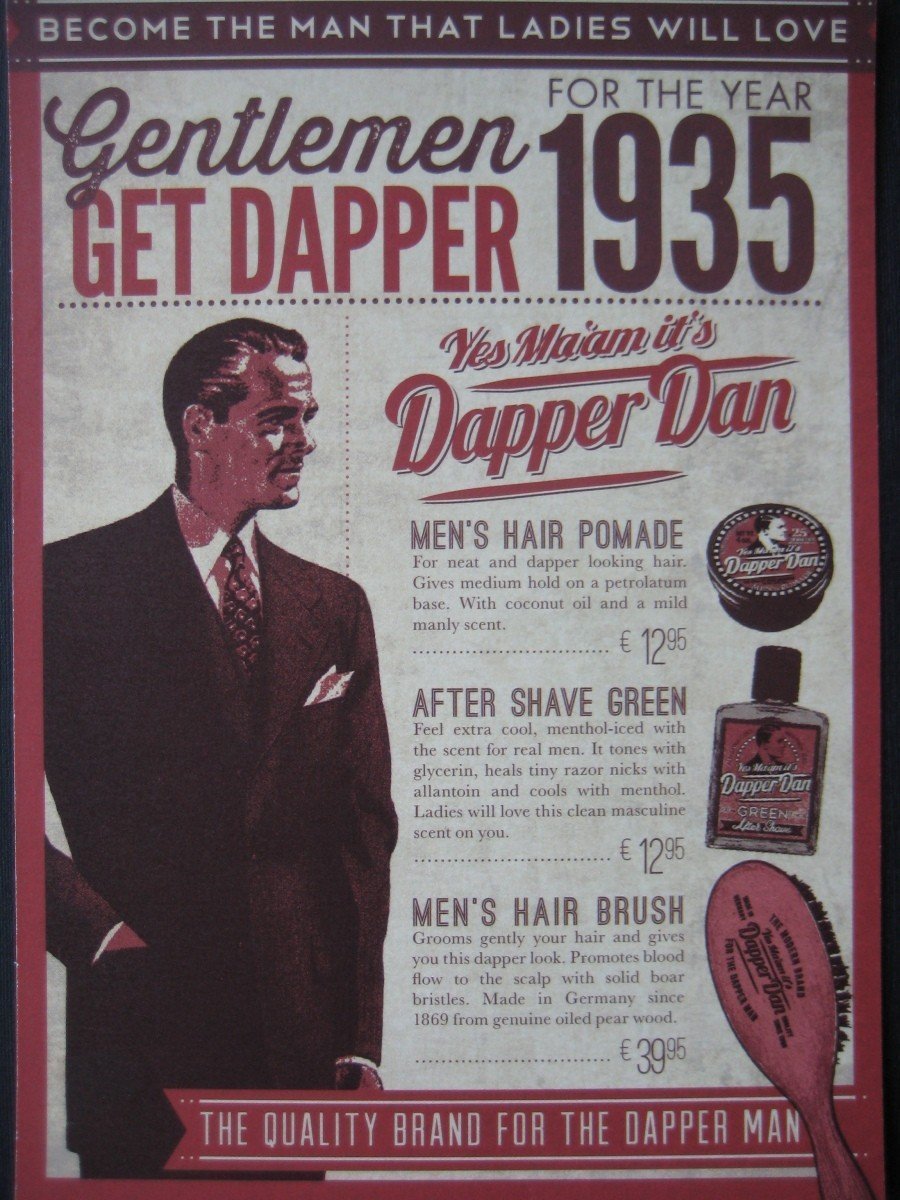 BECOME THE MAN THAT LADIES WILL LOVE
Gentlemen
GET DAPPER
FOR THE YEAR
1935
Yes Ma'am it's
Dapper Dan
MEN'S HAIR POMADE
For neat and dapper looking hair.
Gives medium hold on a petrolatum
base. With coconut oil and a mild
manly scent.
€ 12.95
Yes Ma'am it's
Dapper Dan
AFTER SHAVE GREEN
Feel extra cool, menthol-iced with
the scent for real men. It tones with
glycerin, heals tiny razor nicks with
allantoin and cools with menthol.
Ladies will love this clean masculine
scent on you.
€ 12.95
Yes Ma'am it's
Dapper Dan
GREEN
After Shave
MEN'S HAIR BRUSH
Grooms gently your hair and gives
you this dapper look. Promotes blood
flow to the scalp with solid boar
bristles. Made in Germany since
1869 from genuine oiled pear wood.
€ 39.95
THE MODERN BRAND
Yes Ma'am it's
Dapper Dan
FOR THE DAPPER MAN
THE QUALITY BRAND FOR THE DAPPER MAN